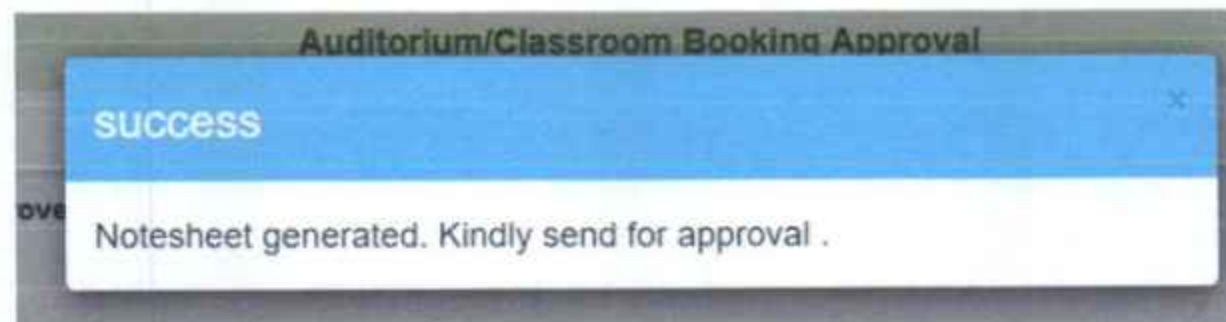 Auditorium/Classroom Booking Approval
success
×
ove
Notesheet generated. Kindly send for approval .